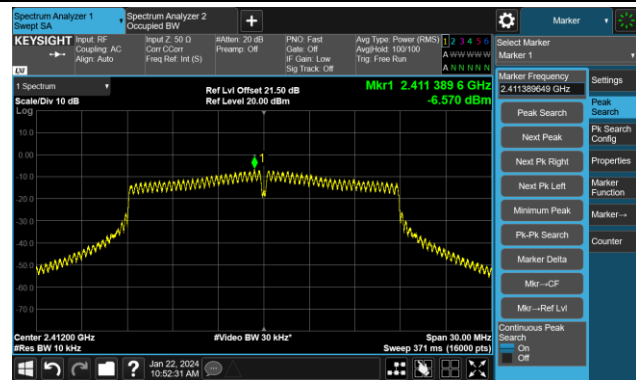 Spectrum Analyzer 1
Swept SA
Spectrum Analyzer 2
Occupied BW
+
Marker
KEYSIGHT
Input: RF
Coupling: AC
Align: Auto
Input Z: 50 Ω
Corr CCorr
Freq Ref: Int (S)
#Atten: 20 dB
Preamp: Off
PNO: Fast
Gate: Off
IF Gain: Low
Sig Track: Off
Avg Type: Power (RMS)
Avg|Hold: 100/100
Trig: Free Run
1 2 3 4 5 6
A W W W W W
A N N N N N
LXI
Select Marker
Marker 1
1 Spectrum
Scale/Div 10 dB
Log
Ref Lvl Offset 21.50 dB
Ref Level 20.00 dBm
Mkr1 2.411 389 6 GHz
-6.570 dBm
10.0
0.00
-10.0
-20.0
-30.0
-40.0
-50.0
-60.0
-70.0
1
Center 2.41200 GHz
#Res BW 10 kHz
#Video BW 30 kHz*
Span 30.00 MHz
Sweep 371 ms (16000 pts)
Marker Frequency
2.411389649 GHz
Peak Search
Next Peak
Next Pk Right
Next Pk Left
Minimum Peak
Pk-Pk Search
Marker Delta
Mkr→CF
Mkr→Ref Lvl
Continuous Peak
Search
On
Off
Settings
Peak
Search
Pk Search
Config
Properties
Marker
Function
Marker→
Counter
?
Jan 22, 2024
10:52:31 AM